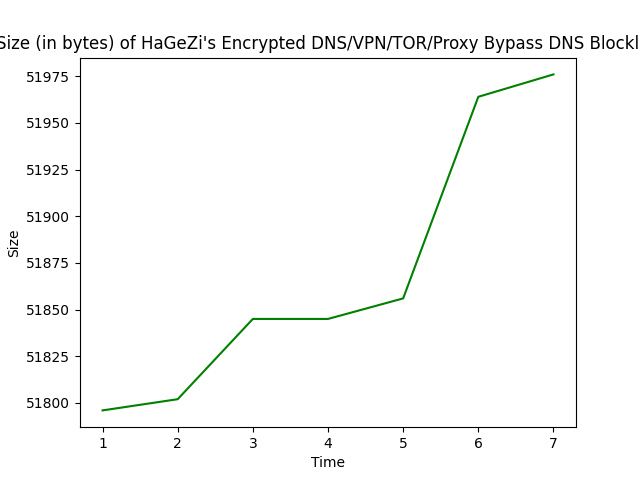 Size (in bytes) of HaGeZi's Encrypted DNS/VPN/TOR/Proxy Bypass DNS Blockl
51975
51950
51925
51900
51875
51850
51825
51800
Size
1 2 3 4 5 6 7
Time